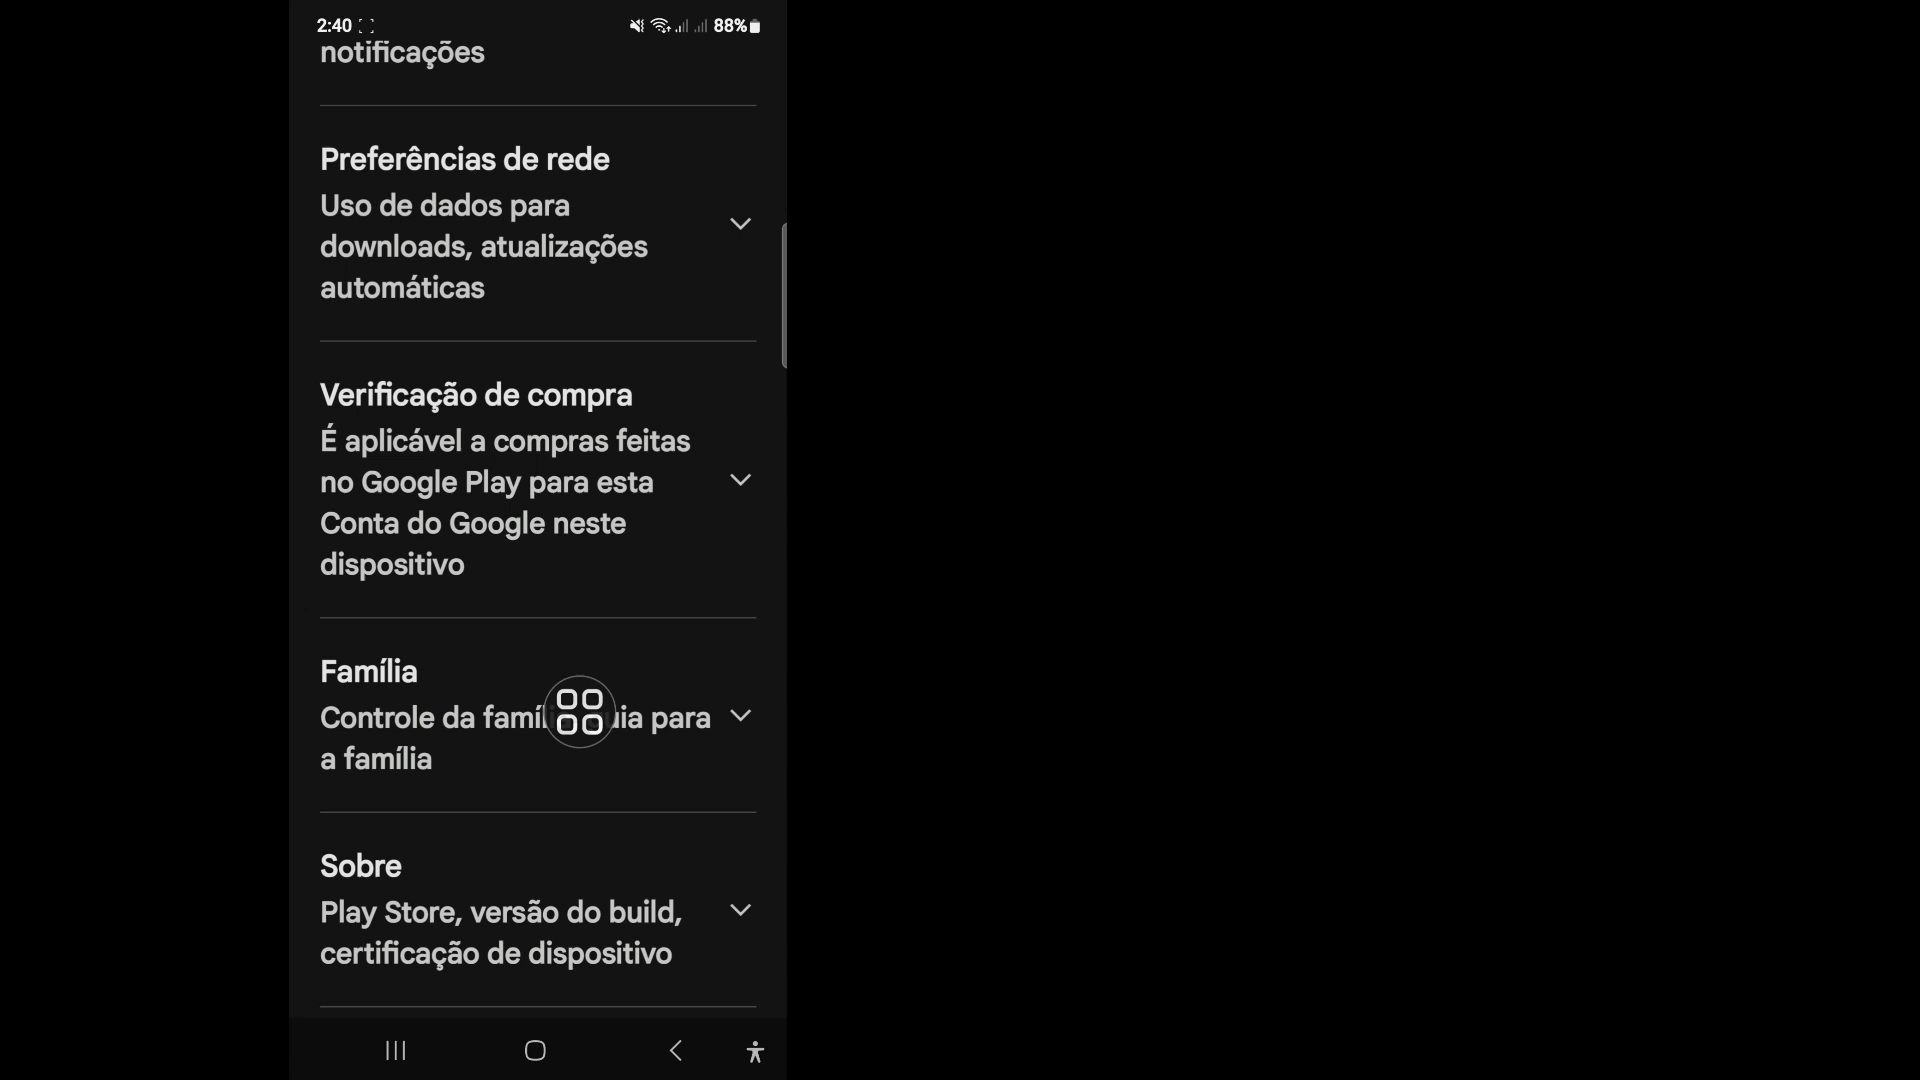 2:40 88%
notificações
Preferências de rede
Uso de dados para
downloads, atualizações
automáticas
Verificação de compra
É aplicável a compras feitas
no Google Play para esta
Conta do Google neste
dispositivo
Família
Controle da para
a família
Sobre
Play Store, versão do build,
certificação de dispositivo